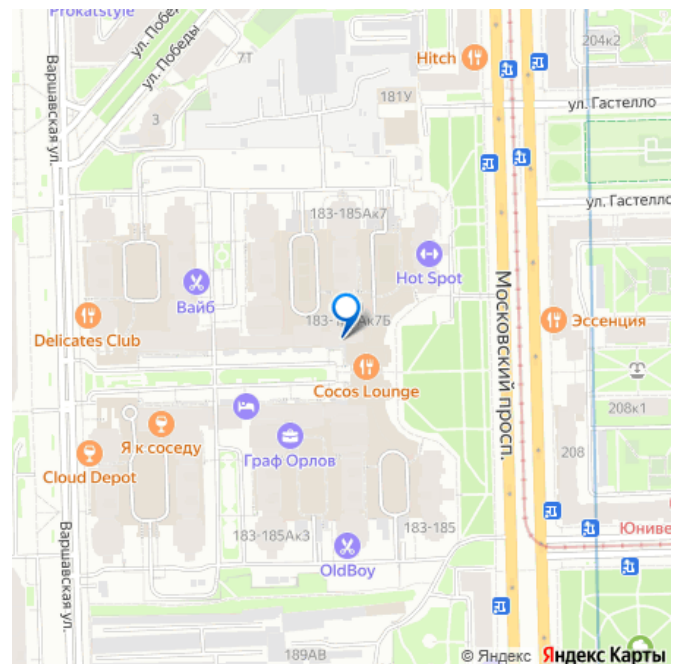 Prokatstyle
ул. Победы
ул. Победы
7Т
Hitch
204к2
Варшавская ул.
3
181У
ул. Гастелло
183-185Ак7
ул. Гастелло
Вайб
Hot Spot
Московский просп.
Delicates Club
Эссенция
Cocos Lounge
208к1
Я к соседу
Граф Орлов
208
Cloud Depot
183-185Ак3
183-185
Варшавская ул.
OldBoy
189АВ
© Яндекс Яндекс Карты